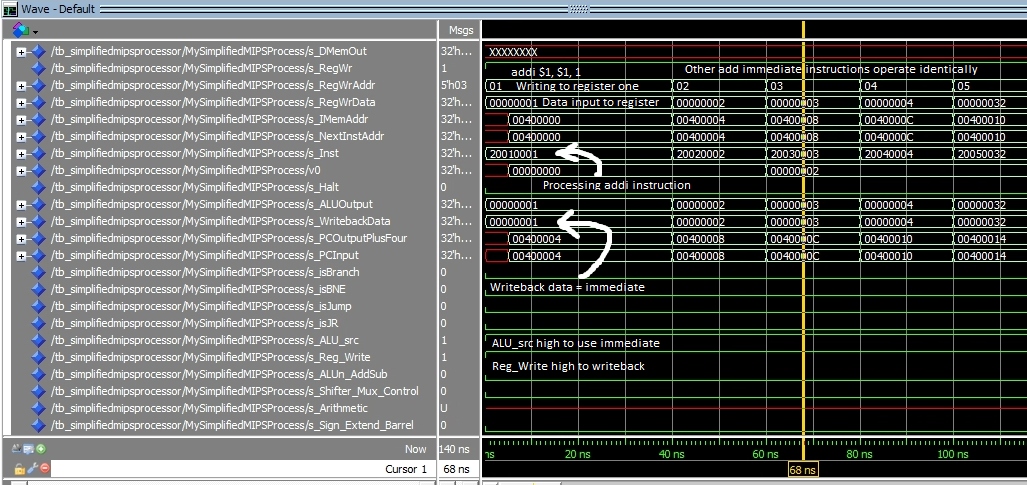 Wave - Default
Msgs
/tb_simplifiedmipsprocessor/MySimplifiedMIPSProcess/s_DMemOut 32'h... XXXXXXXX
/tb_simplifiedmipsprocessor/MySimplifiedMIPSProcess/s_RegWr 1
addi $1, $1, 1 Other add immediate instructions operate identically
/tb_simplifiedmipsprocessor/MySimplifiedMIPSProcess/s_RegWrAddr 5'h03 01 Writing to register one 02 03 04 05
/tb_simplifiedmipsprocessor/MySimplifiedMIPSProcess/s_RegWrData 32'h... 00000001 Data input to register 00000002 00000003 00000004 00000032
/tb_simplifiedmipsprocessor/MySimplifiedMIPSProcess/s_IMemAddr 32'h... 00400000 00400004 00400008 0040000C 00400010
/tb_simplifiedmipsprocessor/MySimplifiedMIPSProcess/s_NextInstAddr 32'h... 00400000 00400004 00400008 0040000C 00400010
/tb_simplifiedmipsprocessor/MySimplifiedMIPSProcess/s_Inst 32'h... 20010001 20020002 20030003 20040004 20050032
/tb_simplifiedmipsprocessor/MySimplifiedMIPSProcess/v0 32'h... 00000000 00000002
/tb_simplifiedmipsprocessor/MySimplifiedMIPSProcess/s_Halt 0 Processing addi instruction
/tb_simplifiedmipsprocessor/MySimplifiedMIPSProcess/s_ALUOutput 32'h... 00000001 00000002 00000003 00000004 00000032
/tb_simplifiedmipsprocessor/MySimplifiedMIPSProcess/s_WritebackData 32'h... 00000001 00000002 00000003 00000004 00000032
/tb_simplifiedmipsprocessor/MySimplifiedMIPSProcess/s_PCOutputPlusFour 32'h... 00400004 00400008 0040000C 00400010 00400014
/tb_simplifiedmipsprocessor/MySimplifiedMIPSProcess/s_PCInput 32'h... 00400004 00400008 0040000C 00400010 00400014
/tb_simplifiedmipsprocessor/MySimplifiedMIPSProcess/s_isBranch 0
/tb_simplifiedmipsprocessor/MySimplifiedMIPSProcess/s_isBNE 0 Writeback data = immediate
/tb_simplifiedmipsprocessor/MySimplifiedMIPSProcess/s_isJump 0
/tb_simplifiedmipsprocessor/MySimplifiedMIPSProcess/s_isJR 0
/tb_simplifiedmipsprocessor/MySimplifiedMIPSProcess/s_ALU_src 1 ALU_src high to use immediate
/tb_simplifiedmipsprocessor/MySimplifiedMIPSProcess/s_Reg_Write 1 Reg_Write high to writeback
/tb_simplifiedmipsprocessor/MySimplifiedMIPSProcess/s_ALUn_AddSub 0
/tb_simplifiedmipsprocessor/MySimplifiedMIPSProcess/s_Shifter_Mux_Control 0
/tb_simplifiedmipsprocessor/MySimplifiedMIPSProcess/s_Arithmetic U
/tb_simplifiedmipsprocessor/MySimplifiedMIPSProcess/s_Sign_Extend_Barrel 0
Now 140 ns ns 20 ns 40 ns 60 ns 80 ns 100 ns
Cursor 1 68 ns 68 ns